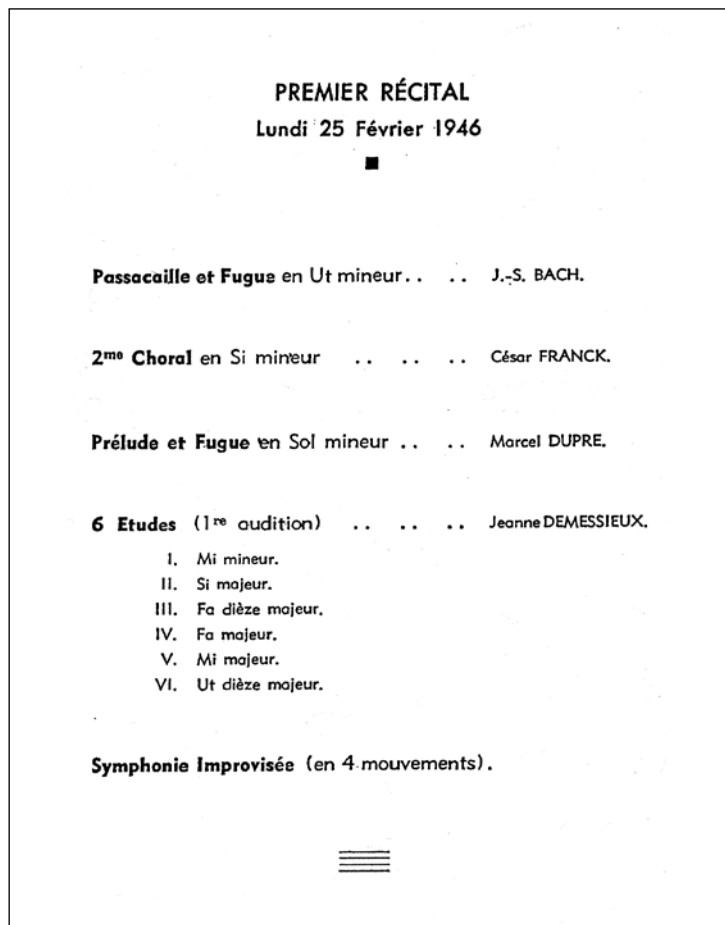 PREMIER RÉCITAL
Lundi 25 Février 1946
Passacaille et Fugue en Ut mineur.. .. J.-S. BACH.
2me Choral en Si mineur .. .. .. César FRANCK.
Prélude et Fugue en Sol mineur .. .. Marcel DUPRE.
6 Etudes (1re audition) .. .. .. Jeanne DEMESSIEUX.
I. Mi mineur.
II. Si majeur.
III. Fa dièze majeur.
IV. Fa majeur.
V. Mi majeur.
VI. Ut dièze majeur.
Symphonie Improvisée (en 4 mouvements).